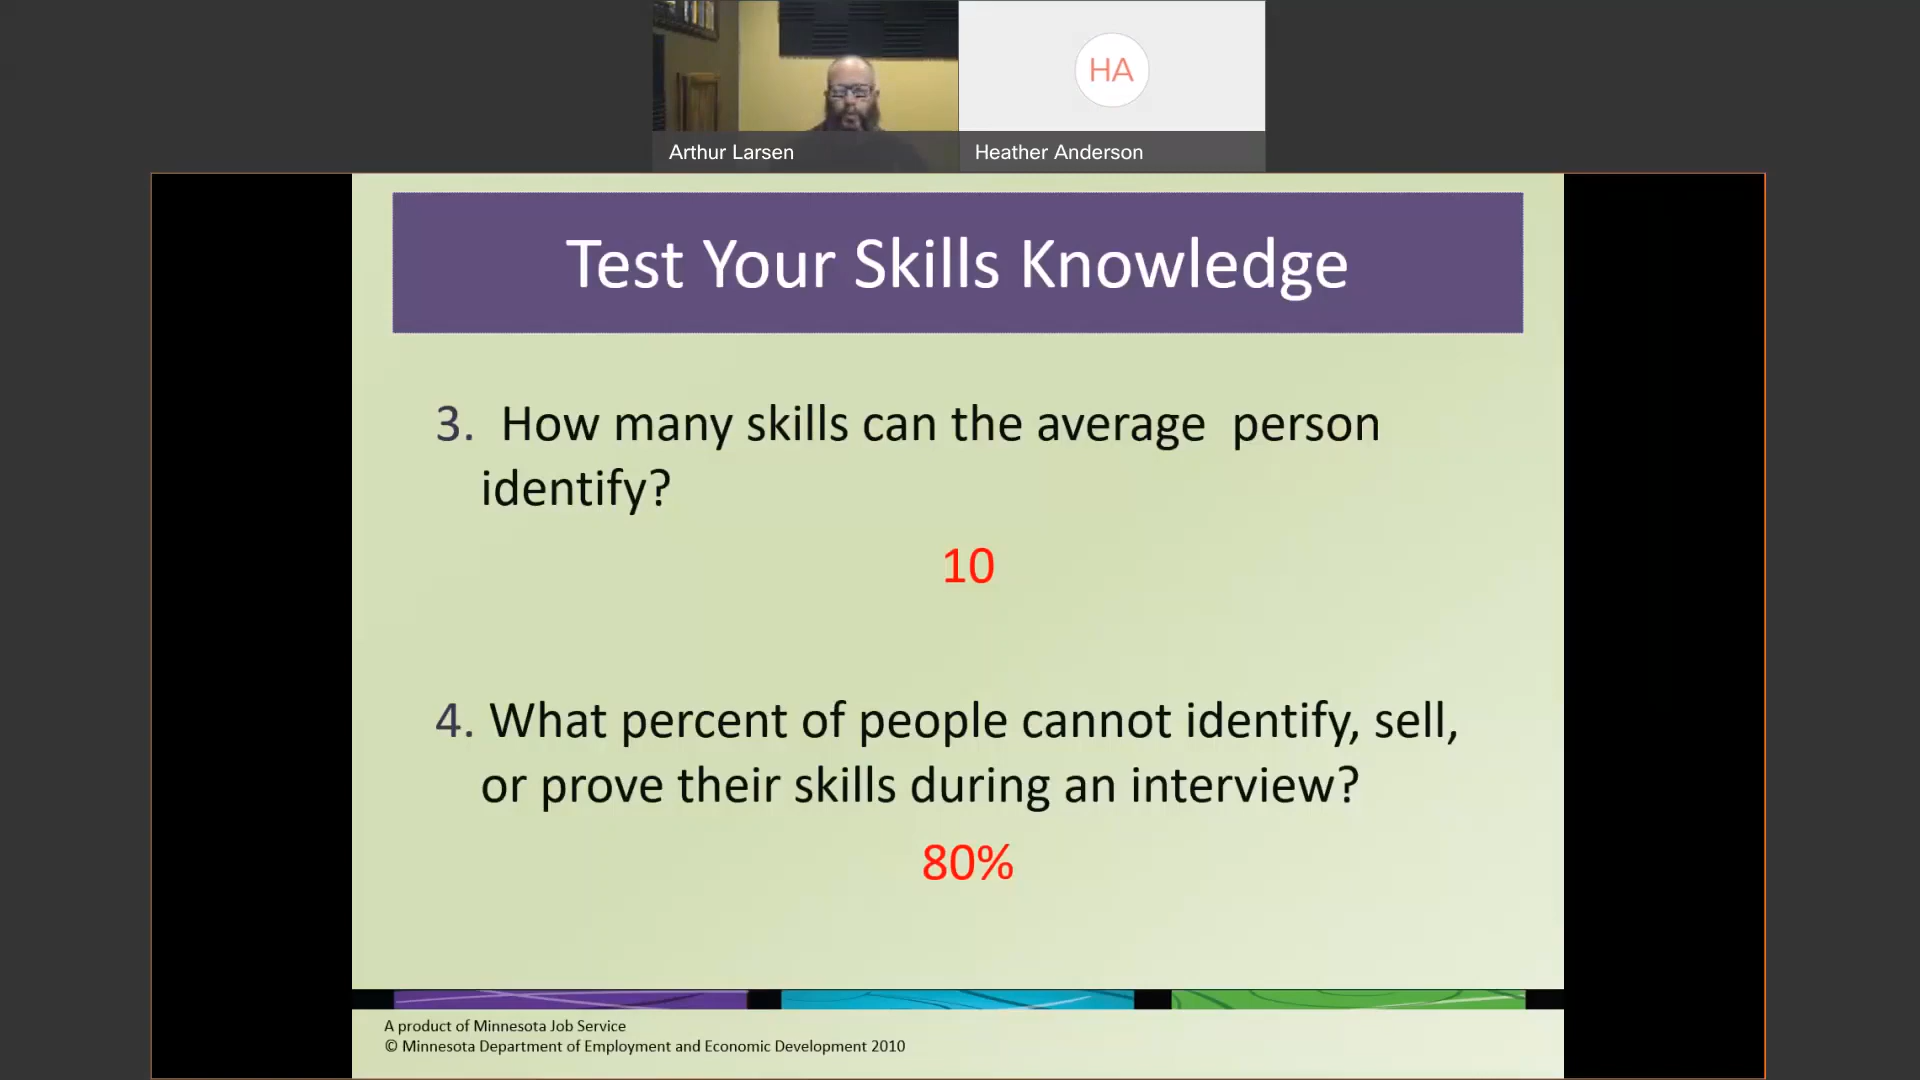 HA
Arthur Larsen
Heather Anderson
Test Your Skills Knowledge
3. How many skills can the average person
identify?
10
4. What percent of people cannot identify, sell,
or prove their skills during an interview?
80%
A product of Minnesota Job Service
© Minnesota Department of Employment and Economic Development 2010